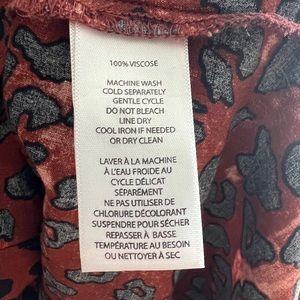 100% VISCOSE
MACHINE WASH
COLD SEPARATELY
GENTLE CYCLE
DO NOT BLEACH
LINE DRY
COOL IRON IF NEEDED
OR DRY CLEAN
LAVER À LA MACHINE
À L'EAU FROIDE AU
CYCLE DÉLICAT
SÉPARÉMENT
NE PAS UTILISER DE
CHLORURE DÉCOLORANT
SUSPENDRE POUR SÉCHER
REPASSER À BASSE
TEMPÉRATURE AU BESOIN
OU NETTOYER À SEC